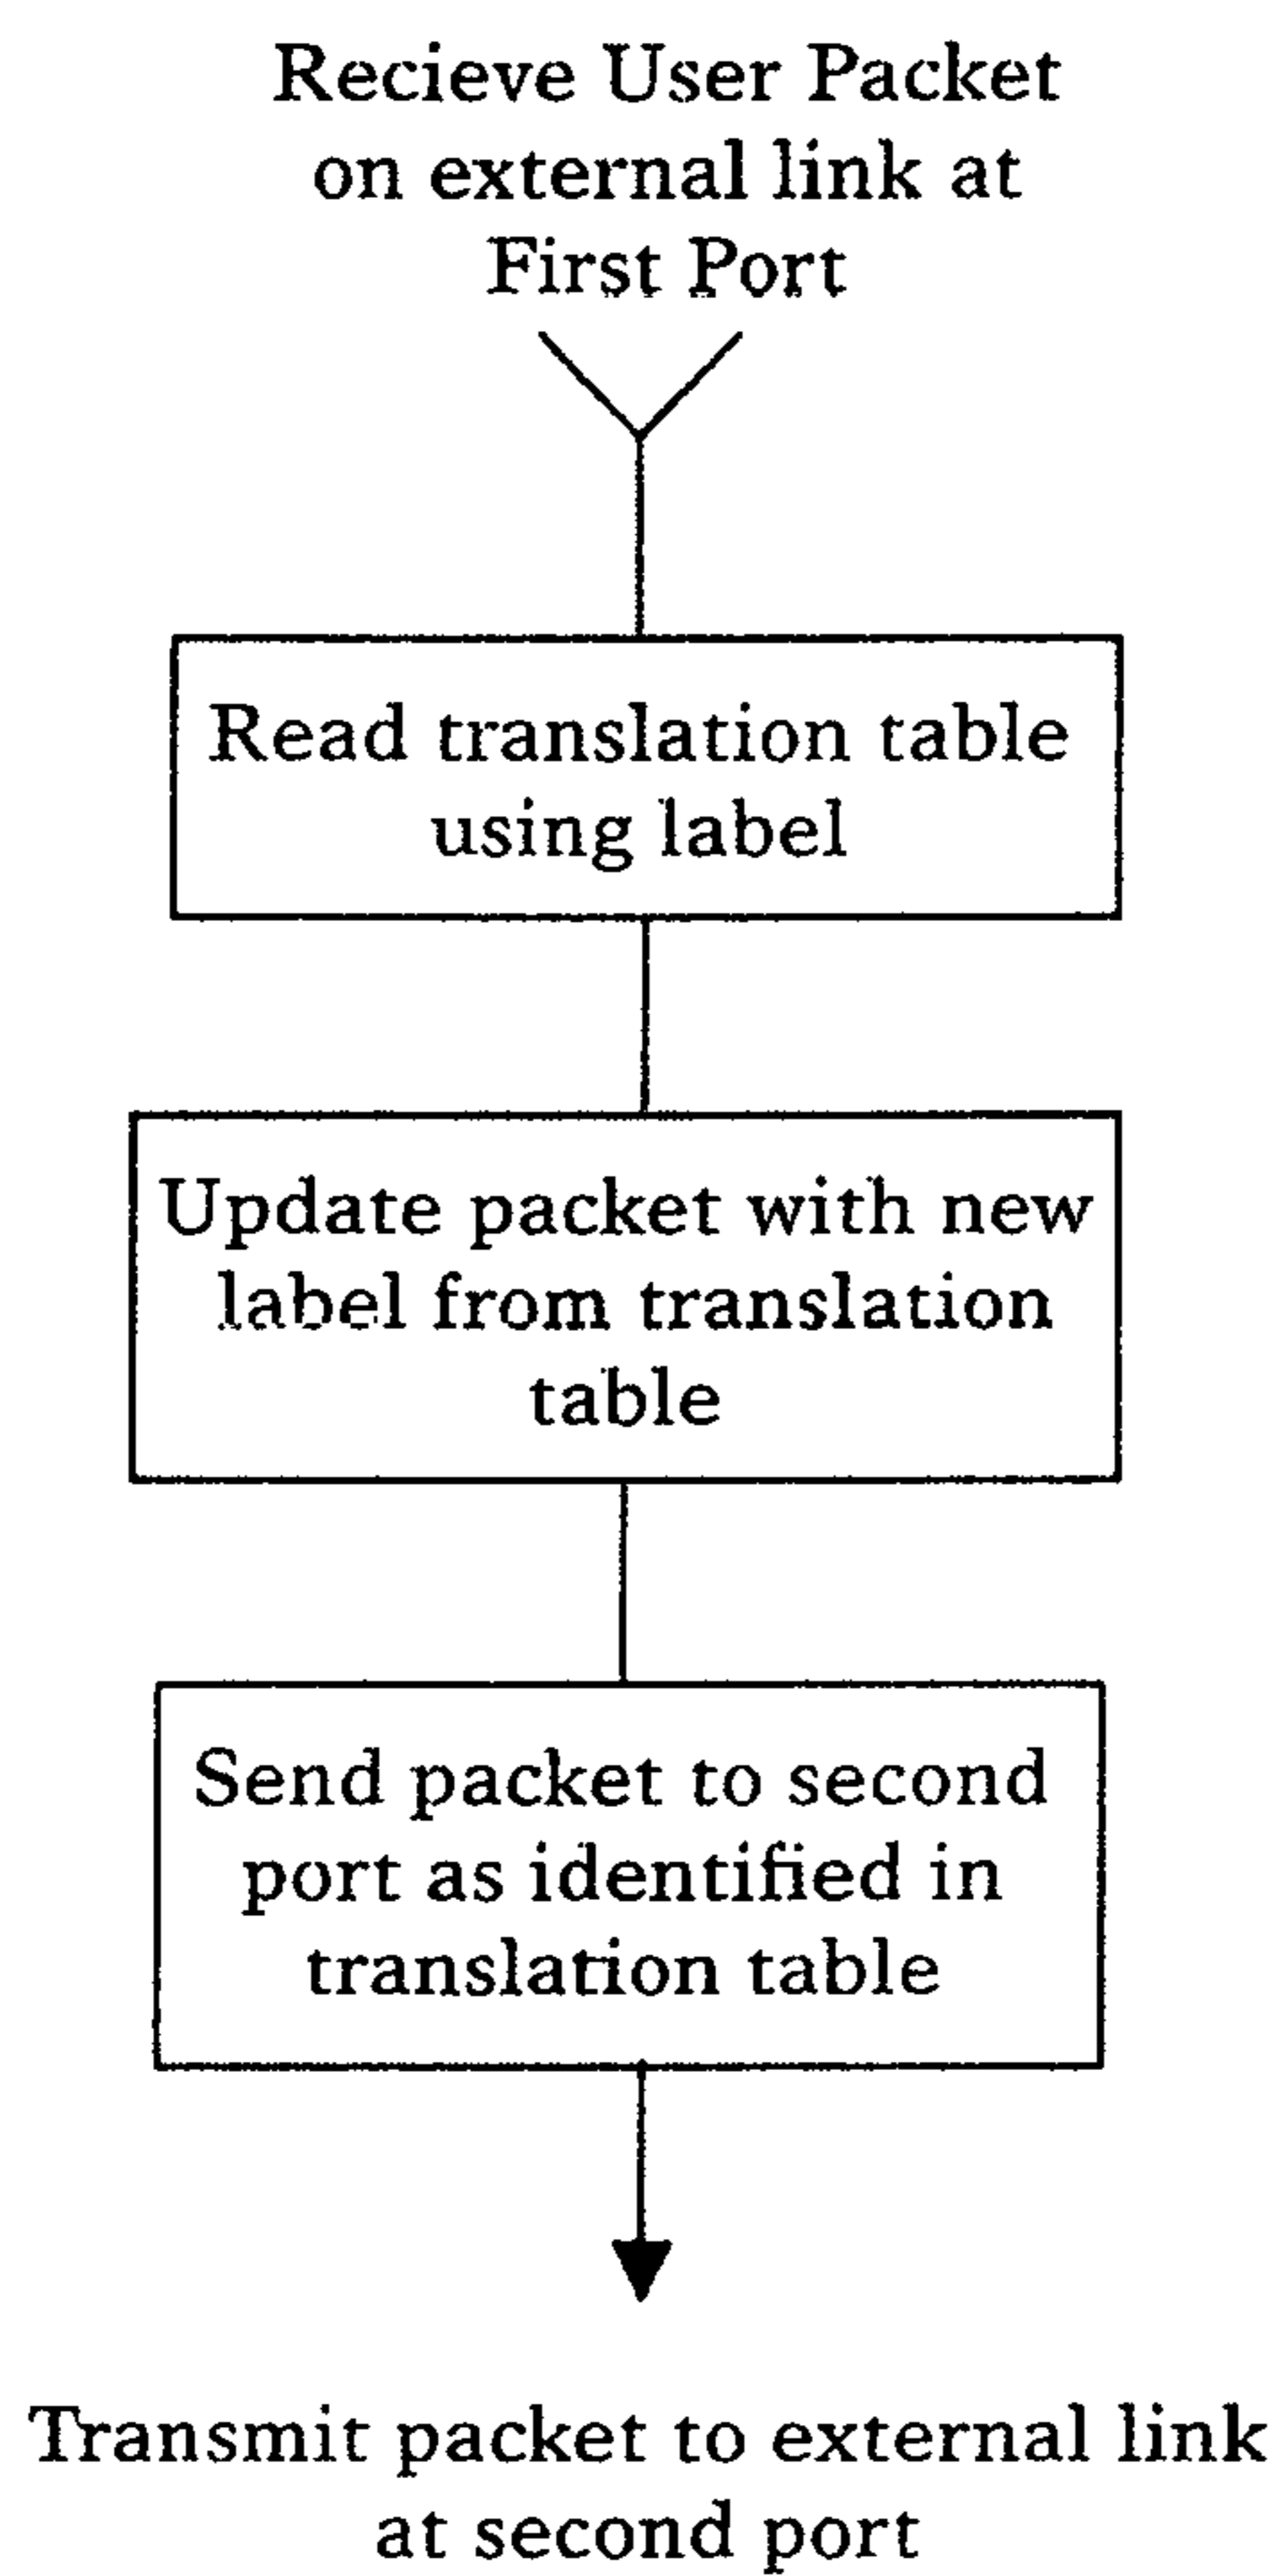 Recieve User Packet
on external link at
First Port
Read translation table
using label
Update packet with new
label from translation
table
Send packet to second
port as identified in
translation table
Transmit packet to external link
at second port